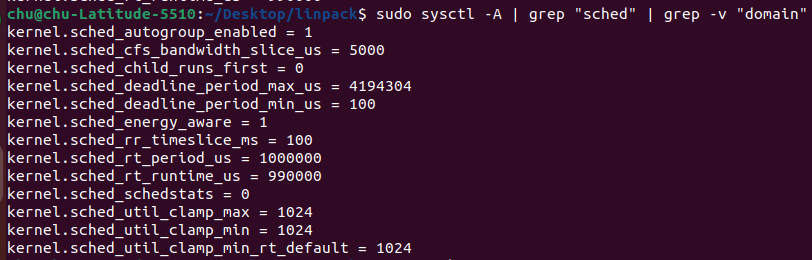 chu@chu-Latitude-5510:~/Desktop/linpack$ sudo sysctl -A | grep "sched" | grep -v "domain"
kernel.sched_autogroup_enabled = 1
kernel.sched_cfs_bandwidth_slice_us = 5000
kernel.sched_child_runs_first = 0
kernel.sched_deadline_period_max_us = 4194304
kernel.sched_deadline_period_min_us = 100
kernel.sched_energy_aware = 1
kernel.sched_rr_timeslice_ms = 100
kernel.sched_rt_period_us = 1000000
kernel.sched_rt_runtime_us = 990000
kernel.sched_schedstats = 0
kernel.sched_util_clamp_max = 1024
kernel.sched_util_clamp_min = 1024
kernel.sched_util_clamp_min_rt_default = 1024